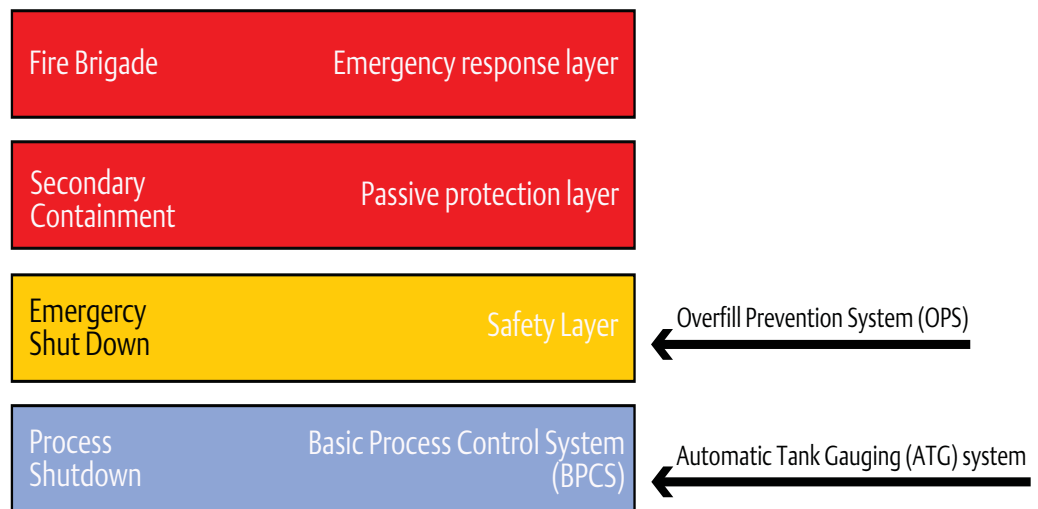 Fire Brigade Emergency response layer
Secondary
Containment
Passive protection layer
Emergercy
Shut Down
Safety Layer
Overfill Prevention System (OPS)
Process
Shutdown
Basic Process Control System
(BPCS)
Automatic Tank Gauging (ATG) system